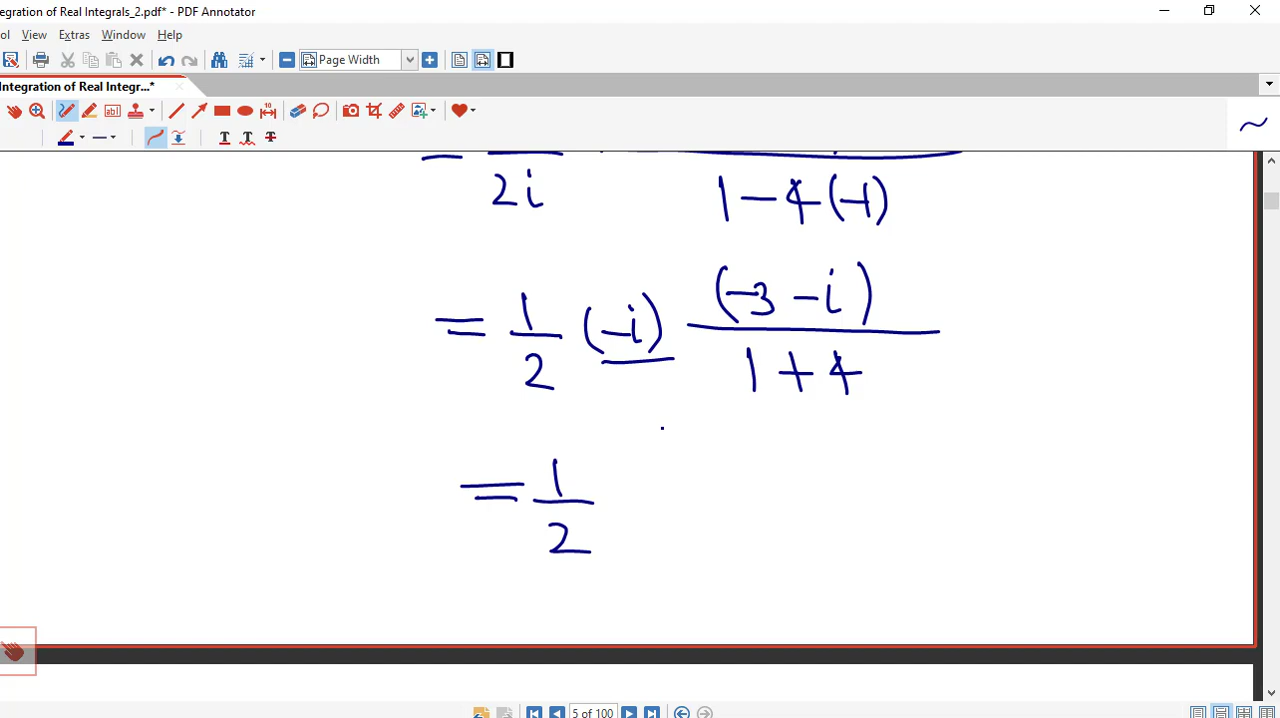 egration of Real Integrals_2.pdf* - PDF Annotator
ol View Extras Window Help
Page Width
Integration of Real Integr...*
= 2i 1 - 4(-1)
= 1/2 (-i) (-3 - i)/(1 + 4)
= 1/2
5 of 100